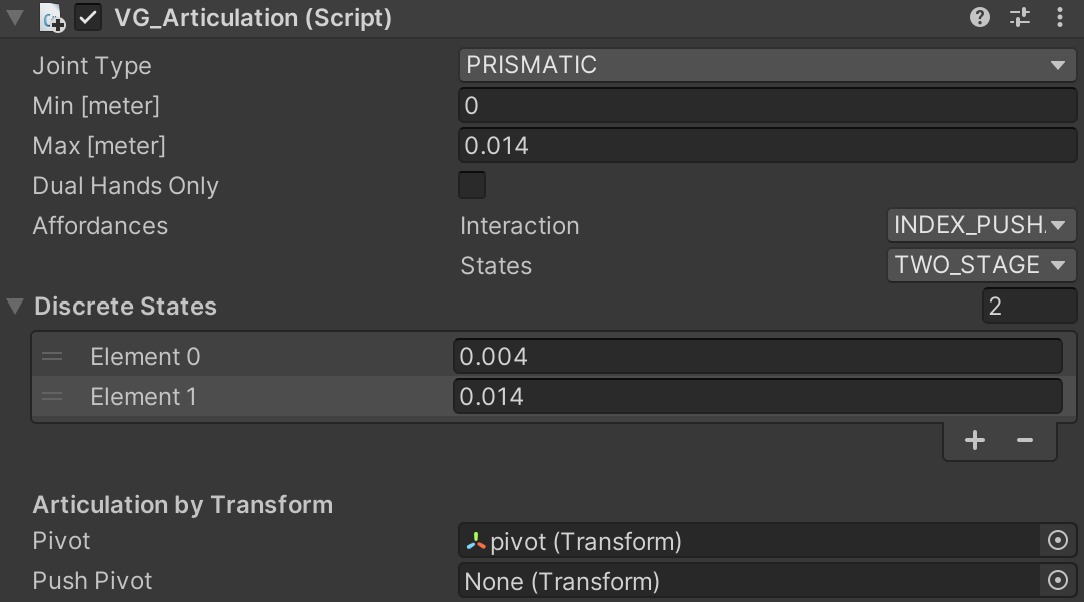 VG_Articulation (Script)
Joint Type PRISMATIC
Min [meter] 0
Max [meter] 0.014
Dual Hands Only
Affordances Interaction INDEX_PUSH.
States TWO_STAGE
Discrete States 2
Element 0 0.004
Element 1 0.014
Articulation by Transform
Pivot pivot (Transform)
Push Pivot None (Transform)